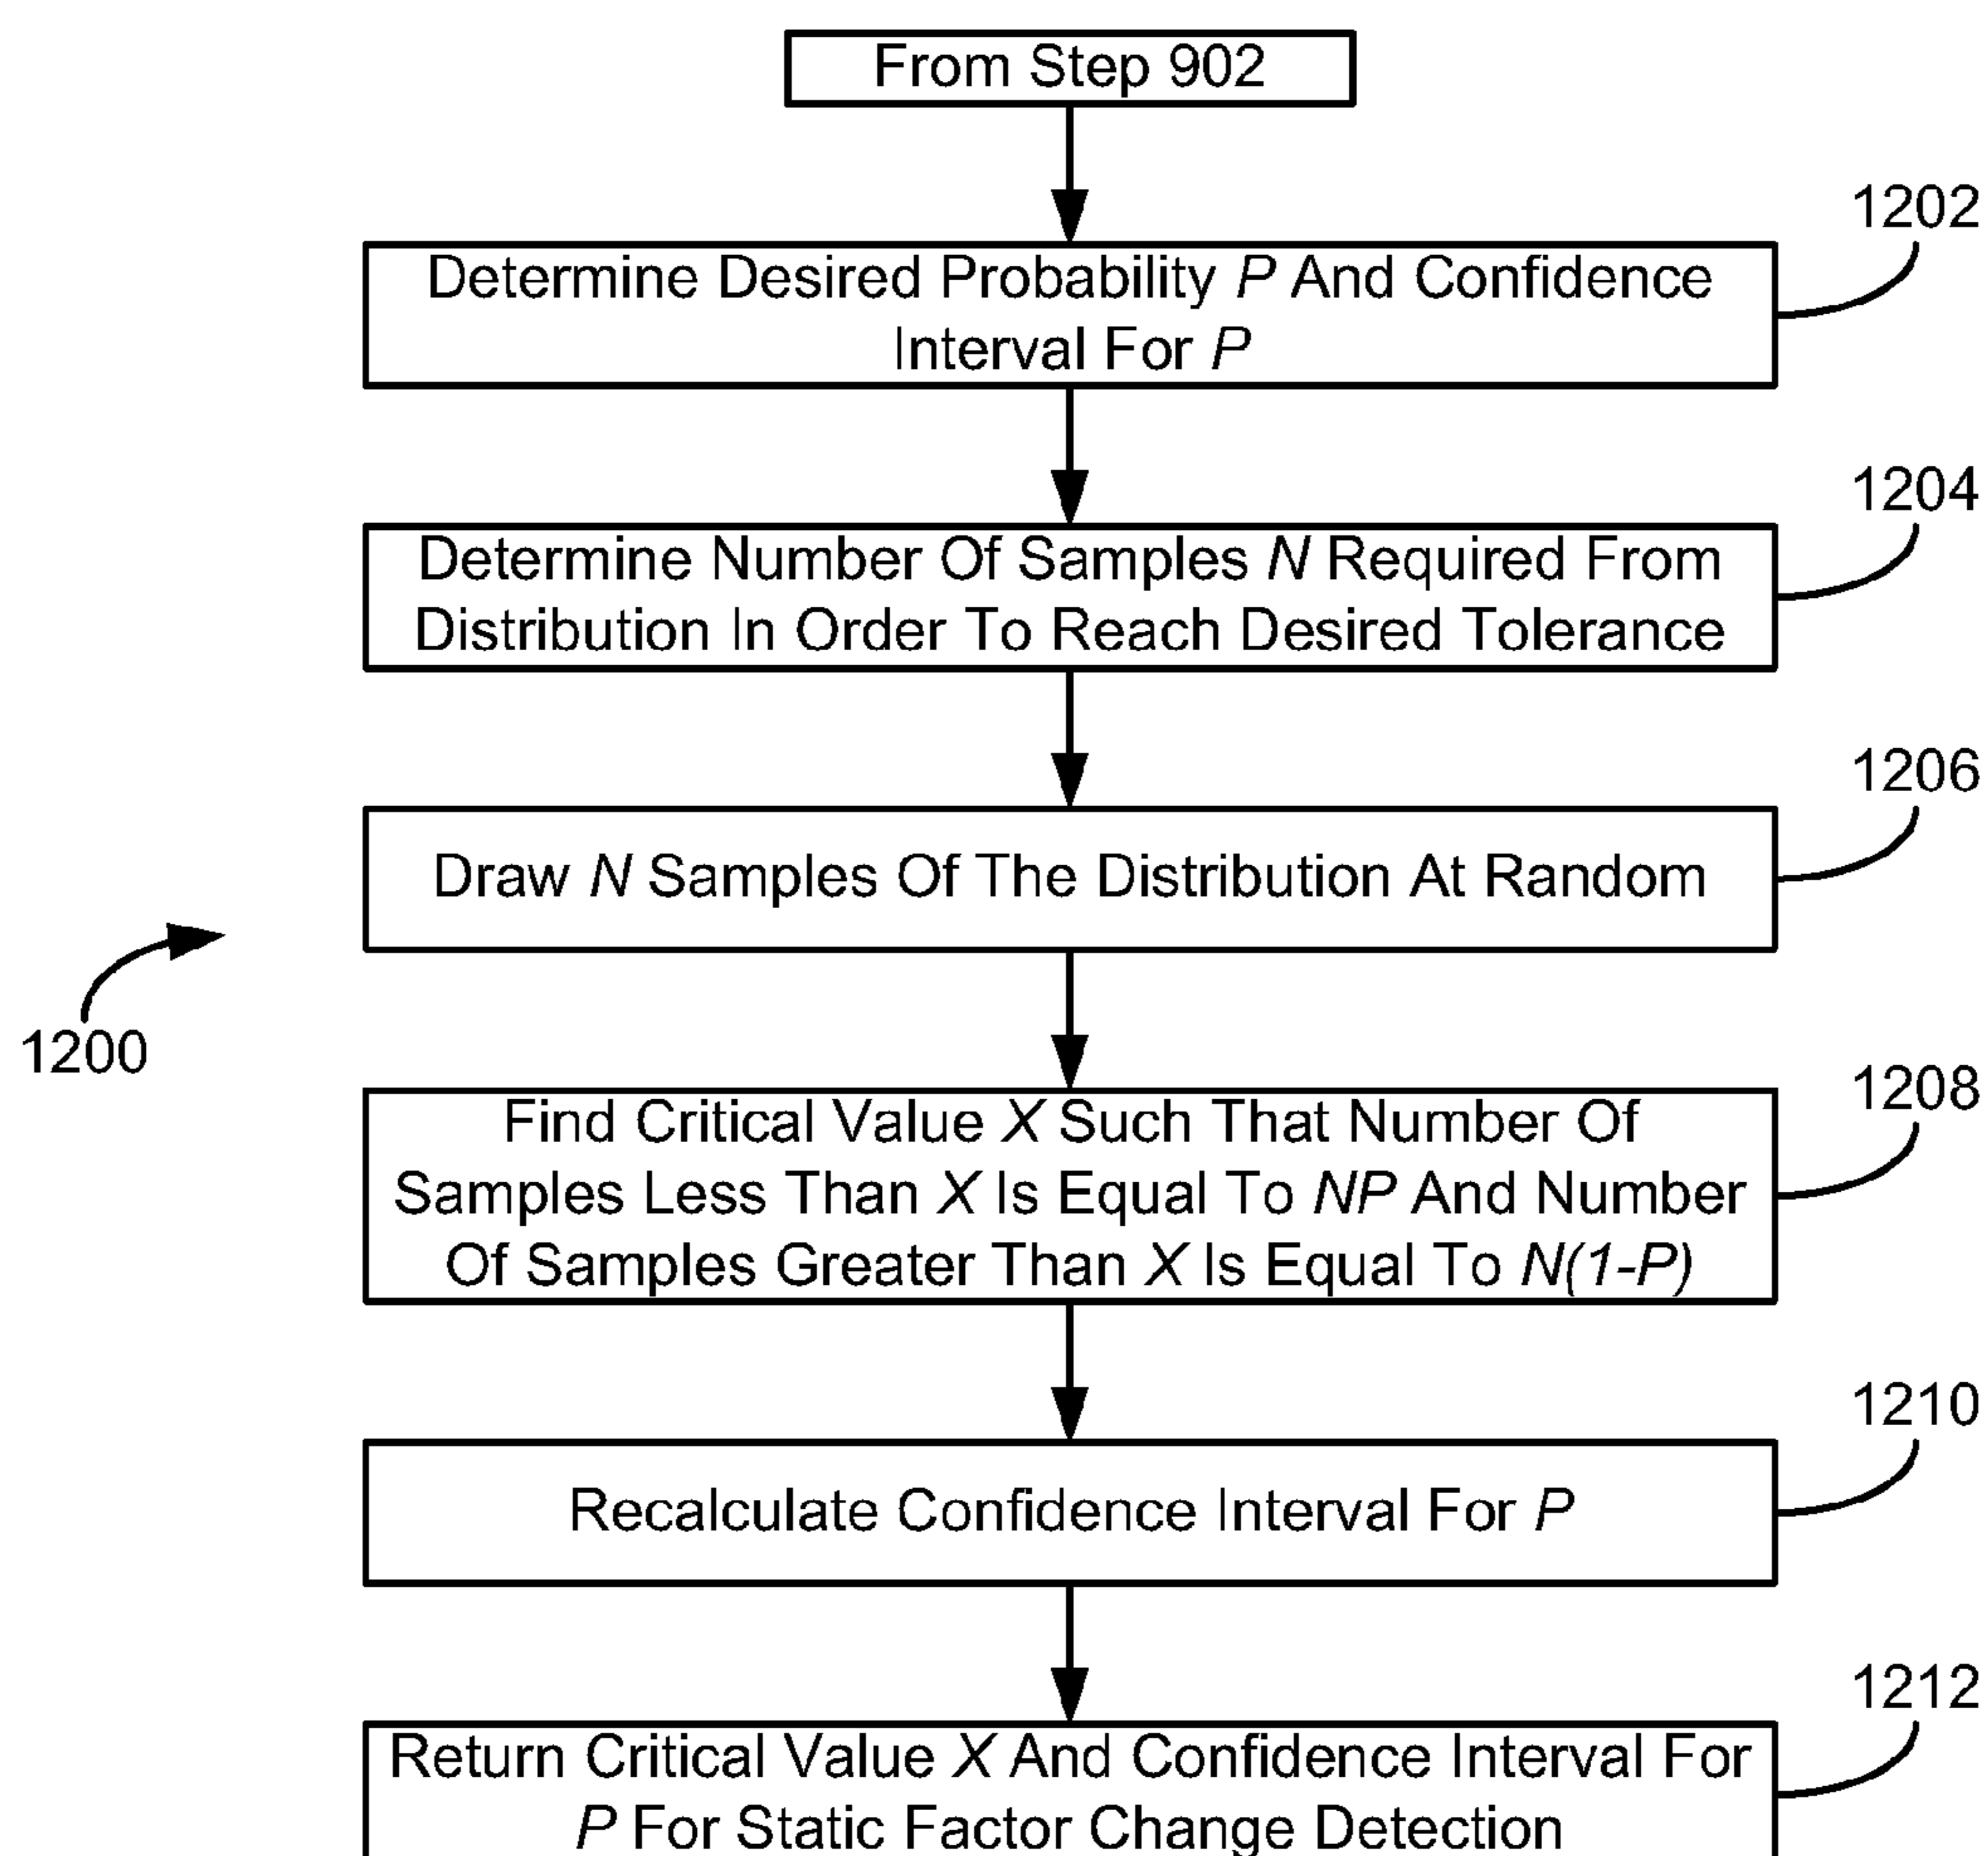 From Step 902
1202
Determine Desired Probability P And Confidence
Interval For P
1204
Determine Number Of Samples N Required From
Distribution In Order To Reach Desired Tolerance
1206
Draw N Samples Of The Distribution At Random
1200
1208
Find Critical Value X Such That Number Of
Samples Less Than X Is Equal To NP And Number
Of Samples Greater Than X Is Equal To N(1-P)
1210
Recalculate Confidence Interval For P
1212
Return Critical Value X And Confidence Interval For
P For Static Factor Change Detection